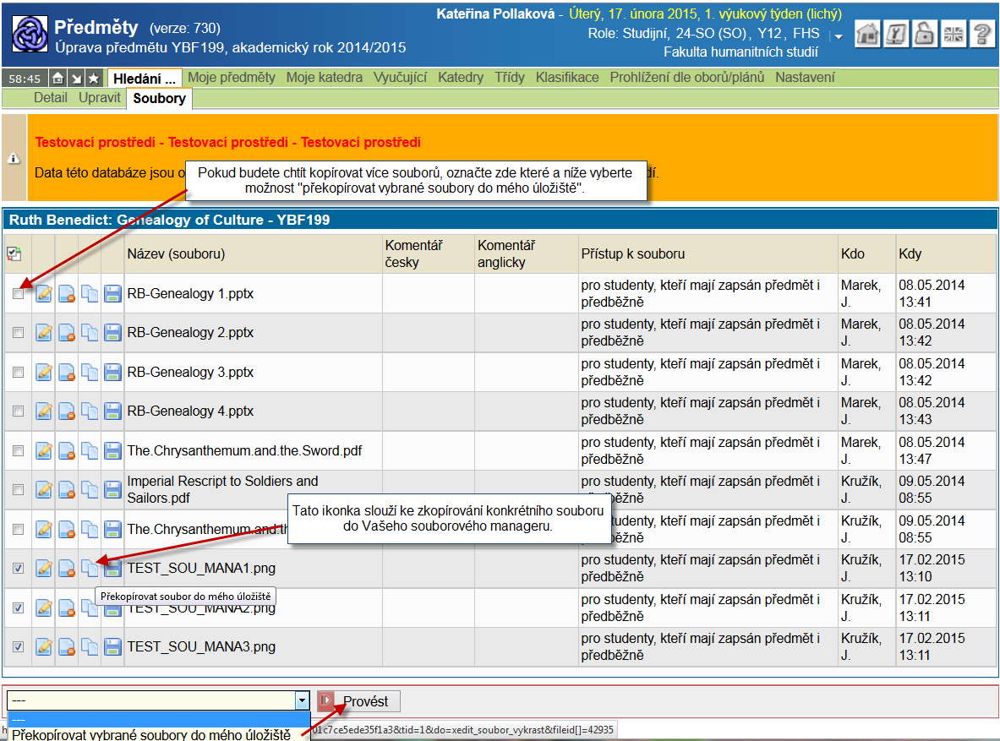 Předměty (verze: 730)
Úprava předmětu YBF199, akademický rok 2014/2015
Kateřina Pollaková - Úterý, 17. února 2015, 1. výukový týden (lichý)
Role: Studijní, 24-SO (SO), Y12, FHS
Fakulta humanitních studií
58:45 Hledání ... Moje předměty Moje katedra Vyučující Katedry Třídy Klasifikace Prohlížení dle oborů/plánů Nastavení
Detail Upravit Soubory
Testovací prostředí - Testovací prostředí - Testovací prostředí
Data této databáze jsou
Pokud budete chtít kopírovat více souborů, označte zde které a níže vyberte
možnost "překopírovat vybrané soubory do mého úložiště".
Ruth Benedict: Genealogy of Culture - YBF199
Název (souboru) Komentář česky Komentář anglicky Přístup k souboru Kdo Kdy
RB-Genealogy 1.pptx pro studenty, kteří mají zapsán předmět i Marek, 08.05.2014
předběžně J. 13:41
RB-Genealogy 2.pptx pro studenty, kteří mají zapsán předmět i Marek, 08.05.2014
předběžně J. 13:42
RB-Genealogy 3.pptx pro studenty, kteří mají zapsán předmět i Marek, 08.05.2014
předběžně J. 13:42
RB-Genealogy 4.pptx pro studenty, kteří mají zapsán předmět i Marek, 08.05.2014
předběžně J. 13:43
The.Chrysanthemum.and.the.Sword.pdf pro studenty, kteří mají zapsán předmět i Marek, 08.05.2014
předběžně J. 13:47
Imperial Rescript to Soldiers and pro studenty, kteří mají zapsán předmět i Kružík, 09.05.2014
Sailors.pdf J. 08:55
Tato ikonka slouží ke zkopírování konkrétního souboru
do Vašeho souborového manageru.
The.Chrysanthemum.and.th tudenty, kteří mají zapsán předmět i Kružík, 09.05.2014
J. 08:55
TEST_SOU_MANA1.png pro studenty, kteří mají zapsán předmět i Kružík, 17.02.2015
předběžně J. 13:10
Překopírovat soubor do mého úložiště
TEST_SOU_MANA2.png pro studenty, kteří mají zapsán předmět i Kružík, 17.02.2015
předběžně J. 13:11
TEST_SOU_MANA3.png pro studenty, kteří mají zapsán předmět i Kružík, 17.02.2015
předběžně J. 13:11
--- Provést
---
Překopírovat vybrané soubory do mého úložiště
01c7ce5ede35f1a3&tid=1&do=xedit_soubor_vykrast&fileid[]=42935